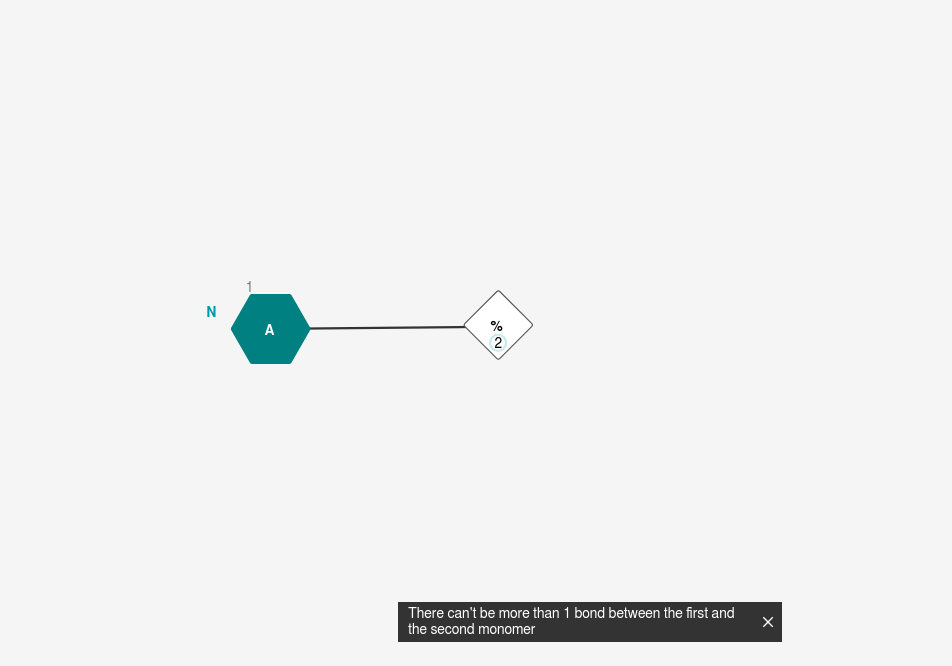 1
N
A
%
2
There can't be more than 1 bond between the first and
the second monomer